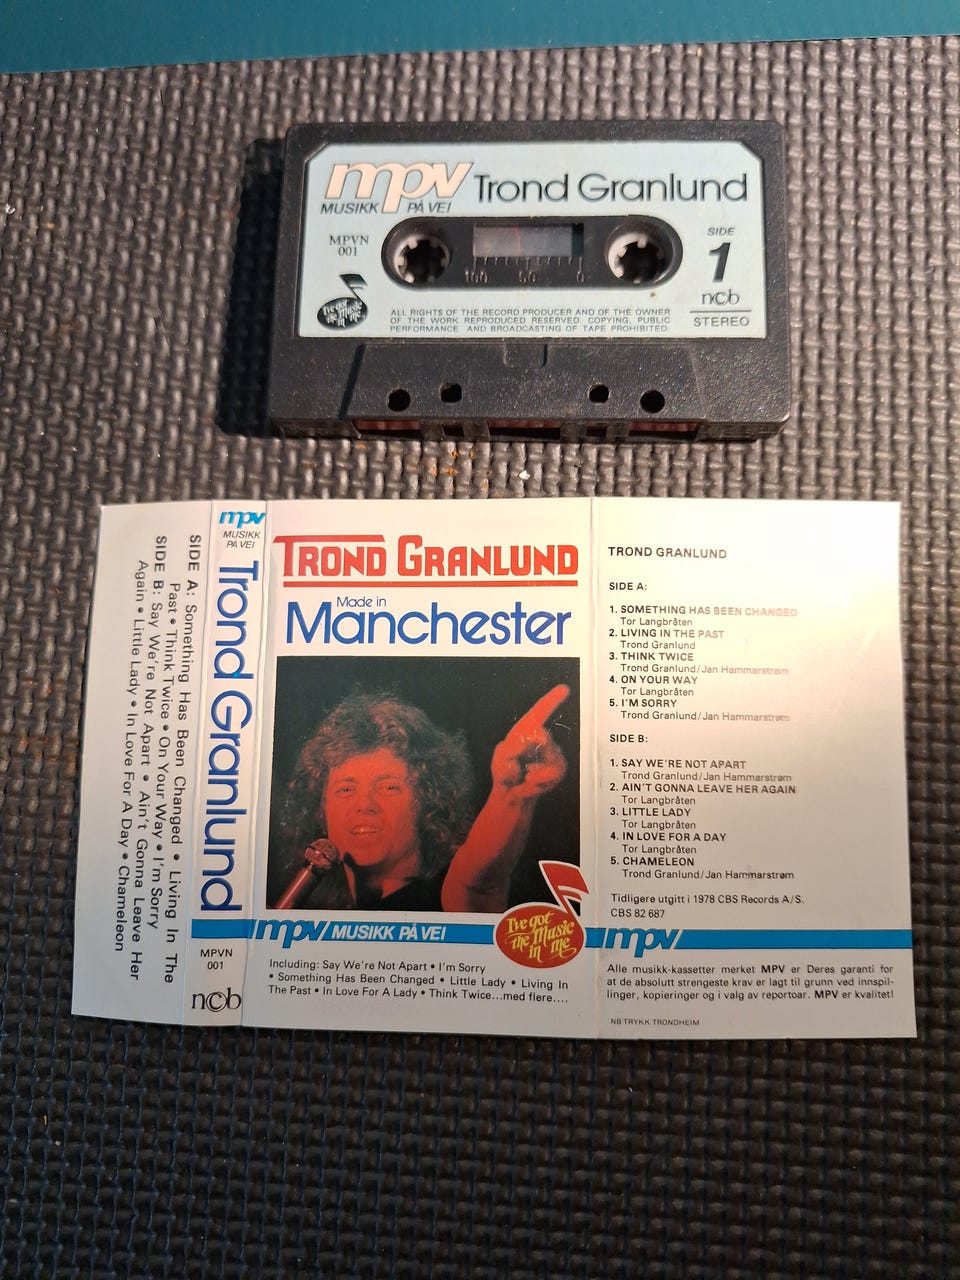 mpv
MUSIKK PÅ VEI
Trond Granlund
MPVN
001
SIDE
1
ncb
STEREO
100 50 0
I've got
the Music
in me
ALL RIGHTS OF THE RECORD PRODUCER AND OF THE OWNER
OF THE WORK REPRODUCED RESERVED. COPYING, PUBLIC
PERFORMANCE AND BROADCASTING OF TAPE PROHIBITED.
SIDE A: Something Has Been Changed • Living In The
Past • Think Twice • On Your Way • I'm Sorry
SIDE B: Say We're Not Apart • Ain't Gonna Leave Her
Again • Little Lady • In Love For A Day • Chameleon
mpv
MUSIKK
PÅ VEI
Trond Granlund
MPVN
001
ncb
TROND GRANLUND
Made in
Manchester
mpv MUSIKK PÅ VEI
I've got
the Music
in me
Including: Say We're Not Apart • I'm Sorry
• Something Has Been Changed • Little Lady • Living In
The Past • In Love For A Lady • Think Twice...med flere....
TROND GRANLUND
SIDE A:
1. SOMETHING HAS BEEN CHANGED
Tor Langbråten
2. LIVING IN THE PAST
Trond Granlund
3. THINK TWICE
Trond Granlund/Jan Hammarstrøm
4. ON YOUR WAY
Tor Langbråten
5. I'M SORRY
Trond Granlund/Jan Hammarstrøm
SIDE B:
1. SAY WE'RE NOT APART
Trond Granlund/Jan Hammarstrøm
2. AIN'T GONNA LEAVE HER AGAIN
Tor Langbråten
3. LITTLE LADY
Tor Langbråten
4. IN LOVE FOR A DAY
Tor Langbråten
5. CHAMELEON
Trond Granlund/Jan Hammarstrøm
Tidligere utgitt i 1978 CBS Records A/S.
CBS 82 687
mpv
Alle musikk-kassetter merket MPV er Deres garanti for
at de absolutt strengeste krav er lagt til grunn ved innspil-
linger, kopieringer og i valg av reportoar. MPV er kvalitet!
NB TRYKK TRONDHEIM